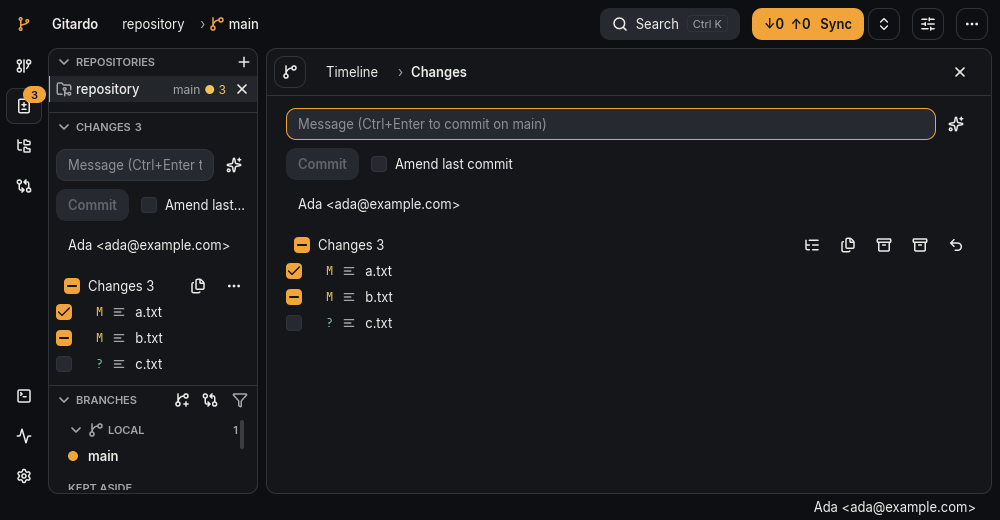 Gitardo repository › main Search Ctrl K ↓0 ↑0 Sync
3
REPOSITORIES
repository main 3
CHANGES 3
Message (Ctrl+Enter t
Commit Amend last...
Ada <ada@example.com>
Changes 3
M a.txt
M b.txt
? c.txt
BRANCHES
LOCAL 1
main
KEPT ASIDE
Timeline › Changes
Message (Ctrl+Enter to commit on main)
Commit Amend last commit
Ada <ada@example.com>
Changes 3
M a.txt
M b.txt
? c.txt
Ada <ada@example.com>